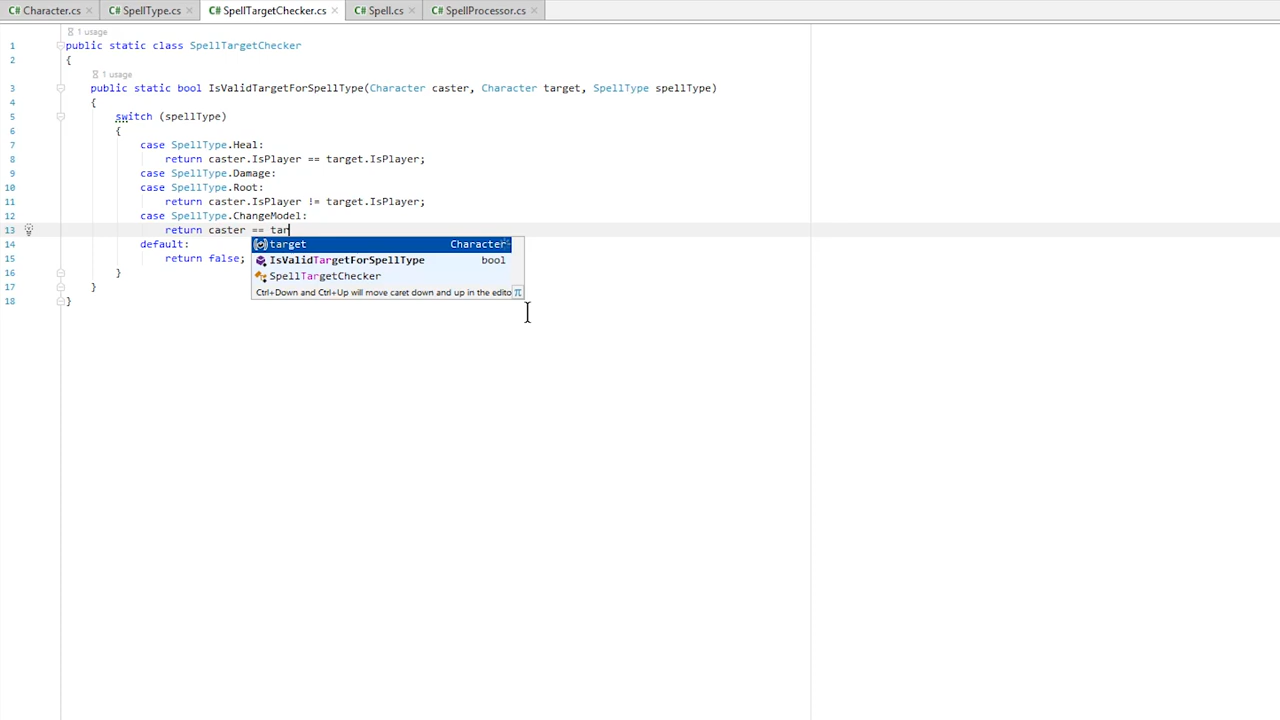 C# Character.cs C# SpellType.cs C# SpellTargetChecker.cs C# Spell.cs C# SpellProcessor.cs
1 usage
1 public static class SpellTargetChecker
2 {
1 usage
3 public static bool IsValidTargetForSpellType(Character caster, Character target, SpellType spellType)
4 {
5 switch (spellType)
6 {
7 case SpellType.Heal:
8 return caster.IsPlayer == target.IsPlayer;
9 case SpellType.Damage:
10 case SpellType.Root:
11 return caster.IsPlayer != target.IsPlayer;
12 case SpellType.ChangeModel:
13 return caster == tar
14 default:
target Character
15 return false;
IsValidTargetForSpellType bool
16 }
SpellTargetChecker
17 }
Ctrl+Down and Ctrl+Up will move caret down and up in the edito π
18 }